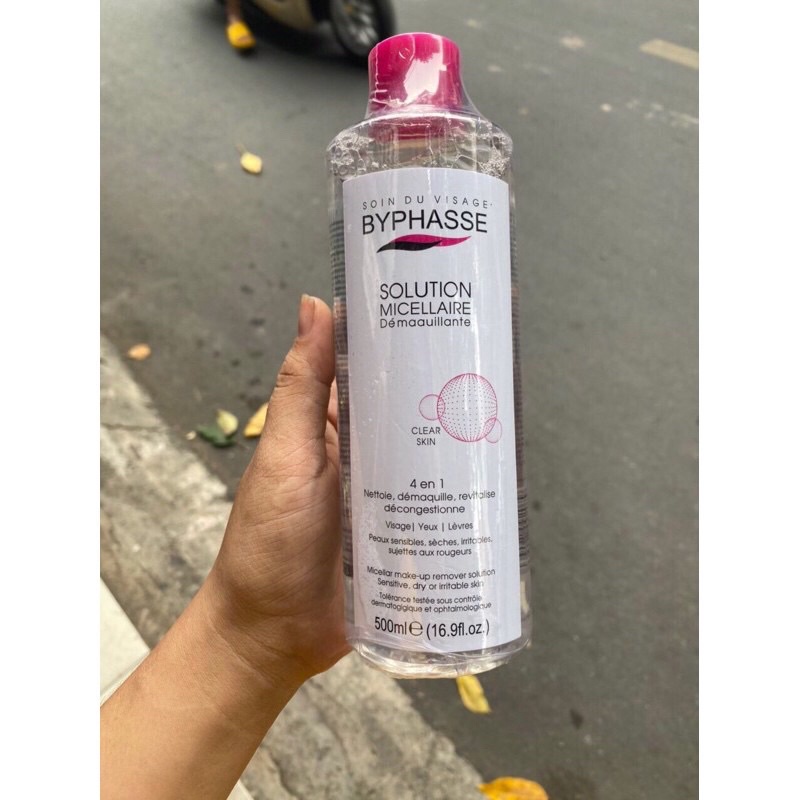 SOIN DU VISAGE
BYPHASSE
SOLUTION
MICELLAIRE
Démaauillante
CLEAR
SKIN
4 en 1
Nettoie, démaquille, revitalise
décongestionne
Visage| Yeux | Lèvres
Peaux sensibles, sèches, irritables,
sujettes aux rougeurs
Micellar make-up remover solution
Sensitive, dry or irritable skin
Tolérance testée sous contrôle
dermatogigique et ophtalmologique
500ml℮(16.9fl.oz.)